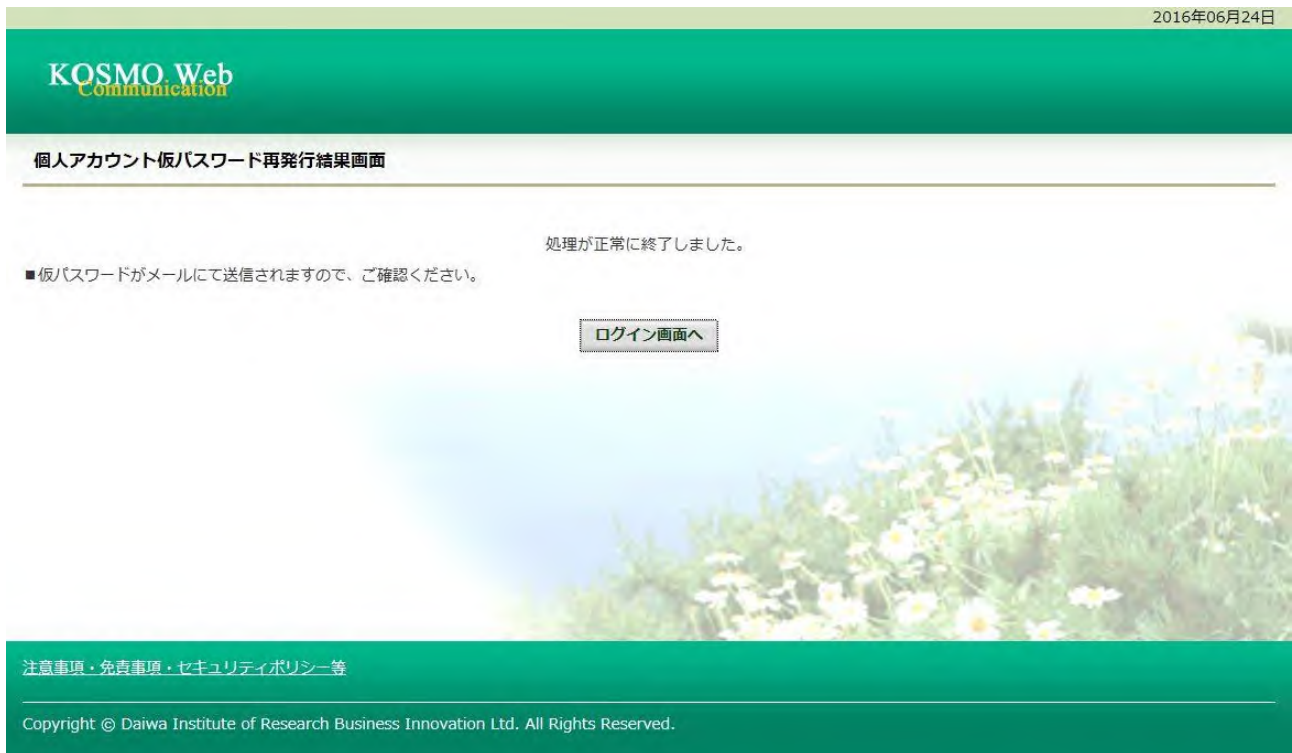 2016年06月24日
KOSMO Web
Communication
個人アカウント仮パスワード再発行結果画面
処理が正常に終了しました。
■仮パスワードがメールにて送信されますので、ご確認ください。
ログイン画面へ
注意事項・免責事項・セキュリティポリシー等
Copyright © Daiwa Institute of Research Business Innovation Ltd. All Rights Reserved.